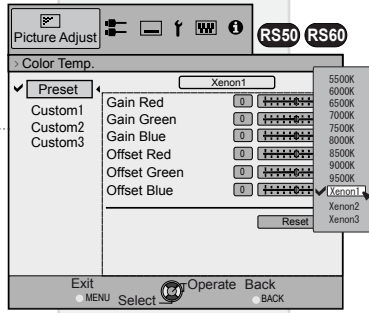 Picture Adjust
RS50 RS60
> Color Temp.
Preset
Custom1
Custom2
Custom3
Xenon1
Gain Red 0
Gain Green 0
Gain Blue 0
Offset Red 0
Offset Green 0
Offset Blue 0
Reset
5500K
6000K
6500K
7000K
7500K
8000K
8500K
9000K
9500K
Xenon1
Xenon2
Xenon3
Exit
MENU
Select
Operate
Back
BACK